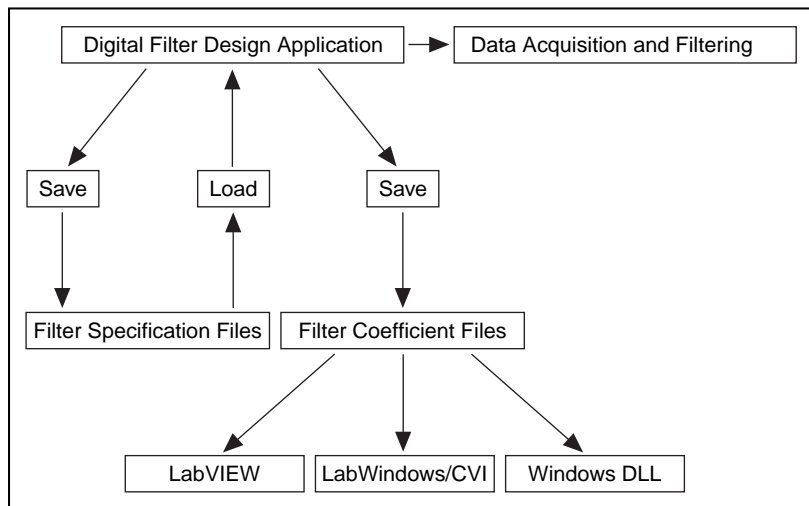 Digital Filter Design Application
Data Acquisition and Filtering
Save
Load
Save
Filter Specification Files
Filter Coefficient Files
LabVIEW
LabWindows/CVI
Windows DLL